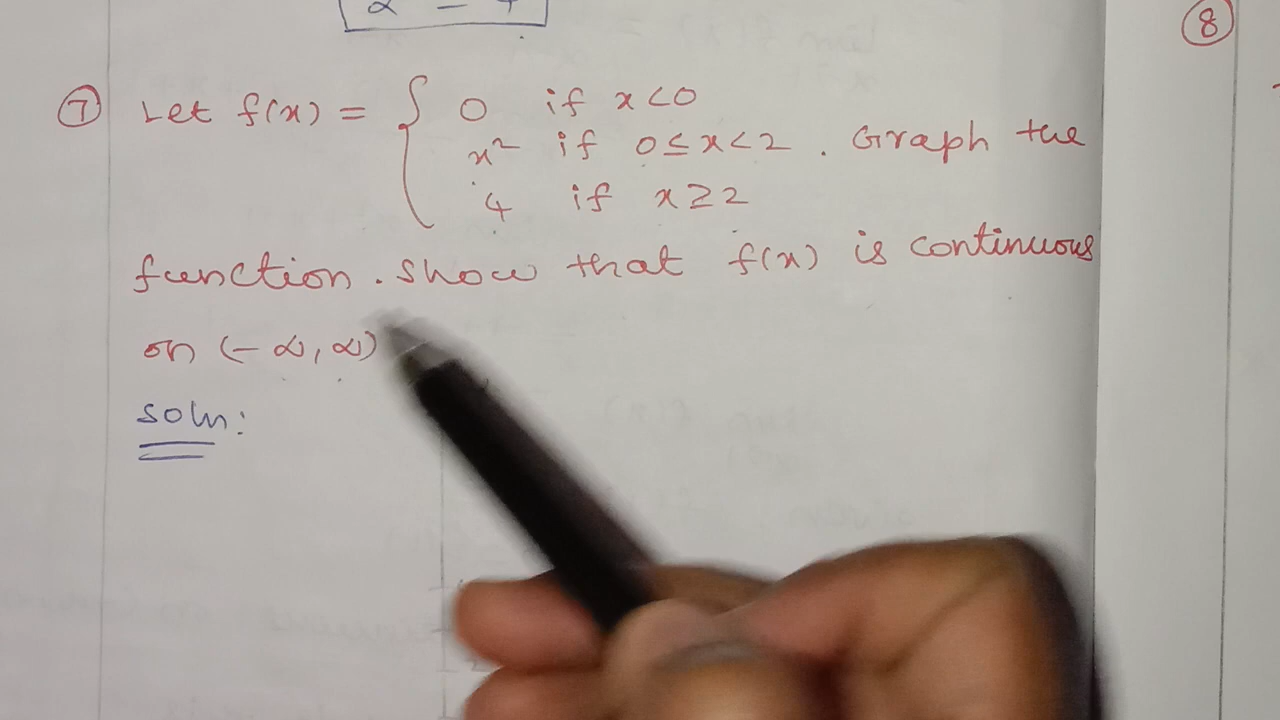 ⑧
⑦ Let f(x) = { 0 if x<0
x² if 0≤x<2 . Graph the
4 if x≥2
function. show that f(x) is continuous
on (-∞, ∞)
soln: